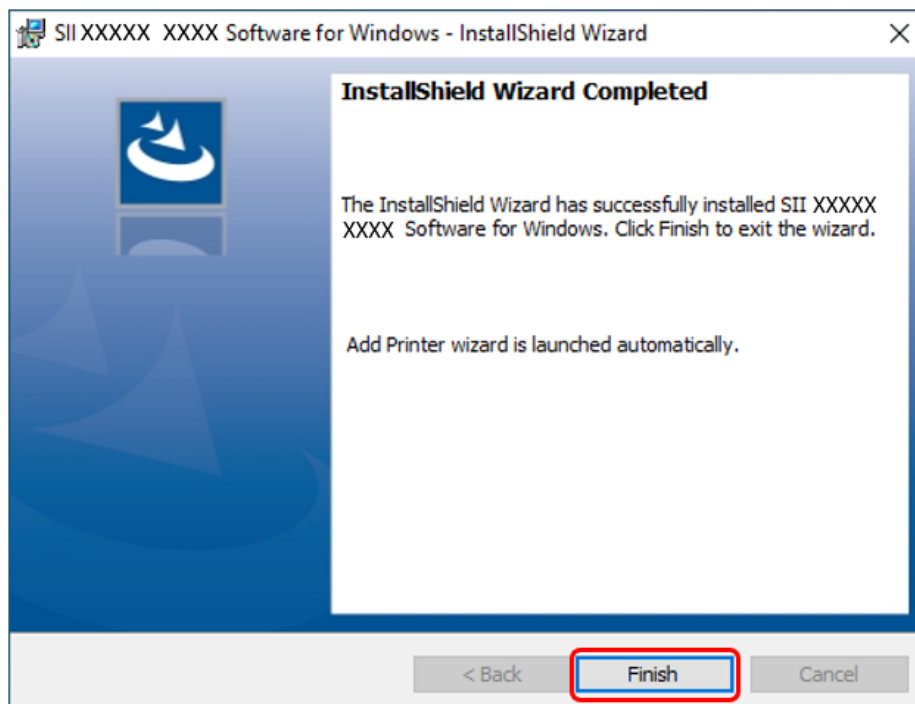 SII XXXXX XXXX Software for Windows - InstallShield Wizard
InstallShield Wizard Completed
The InstallShield Wizard has successfully installed SII XXXXX
XXXX Software for Windows. Click Finish to exit the wizard.
Add Printer wizard is launched automatically.
< Back
Finish
Cancel